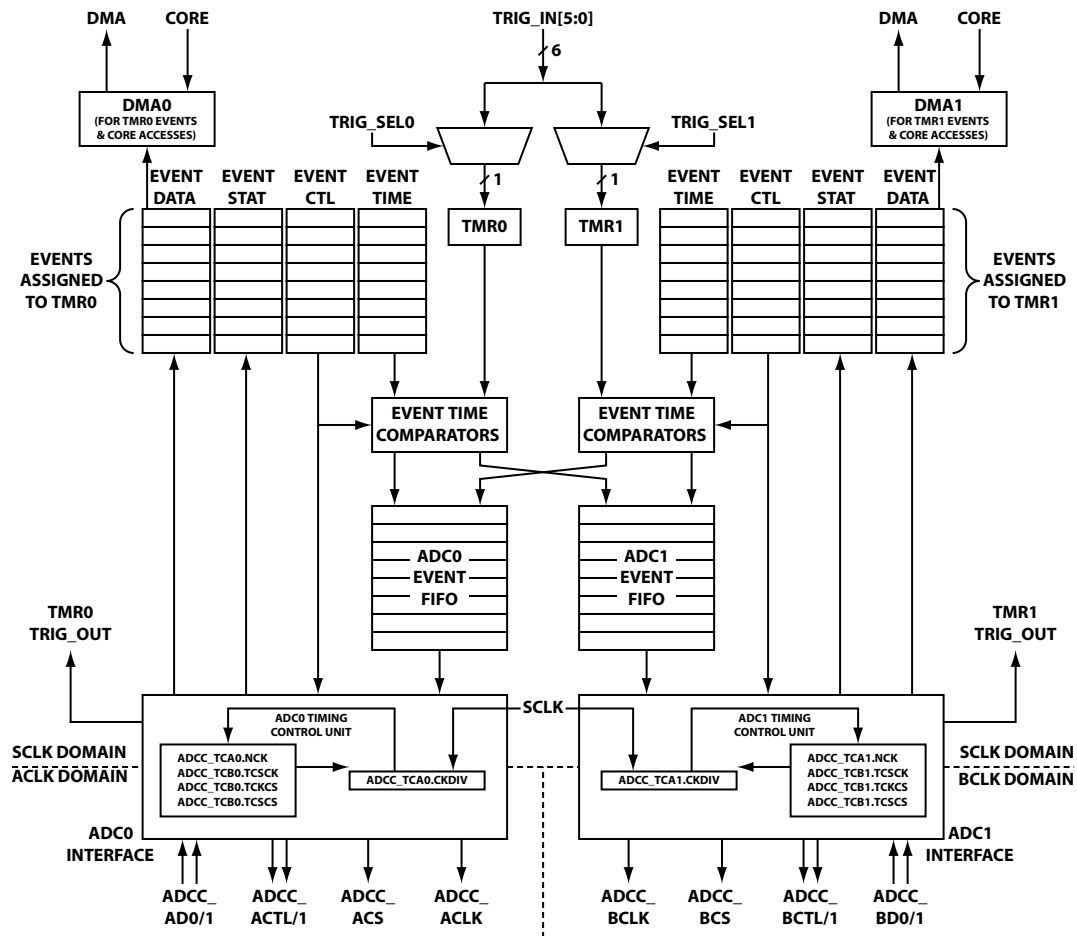 DMA
CORE
TRIG_IN[5:0]
DMA
CORE
6
DMA0
(FOR TMR0 EVENTS
& CORE ACCESSES)
DMA1
(FOR TMR1 EVENTS
& CORE ACCESSES)
TRIG_SEL0
TRIG_SEL1
EVENT
DATA
EVENT
STAT
EVENT
CTL
EVENT
TIME
1
1
EVENT
TIME
EVENT
CTL
EVENT
STAT
EVENT
DATA
TMR0
TMR1
EVENTS
ASSIGNED
TO TMR0
EVENTS
ASSIGNED
TO TMR1
EVENT TIME
COMPARATORS
EVENT TIME
COMPARATORS
ADC0
EVENT
FIFO
ADC1
EVENT
FIFO
TMR0
TRIG_OUT
TMR1
TRIG_OUT
SCLK
ADC0 TIMING
CONTROL UNIT
ADC1 TIMING
CONTROL UNIT
SCLK DOMAIN
ACLK DOMAIN
ADCC_TCA0.NCK
ADCC_TCB0.TCSCK
ADCC_TCB0.TCKCS
ADCC_TCB0.TCSCS
ADCC_TCA0.CKDIV
ADCC_TCA1.CKDIV
ADCC_TCA1.NCK
ADCC_TCB1.TCSCK
ADCC_TCB1.TCKCS
ADCC_TCB1.TCSCS
SCLK DOMAIN
BCLK DOMAIN
ADC0
INTERFACE
ADC1
INTERFACE
ADCC_
AD0/1
ADCC_
ACTL/1
ADCC_
ACS
ADCC_
ACLK
ADCC_
BCLK
ADCC_
BCS
ADCC_
BCTL/1
ADCC_
BD0/1